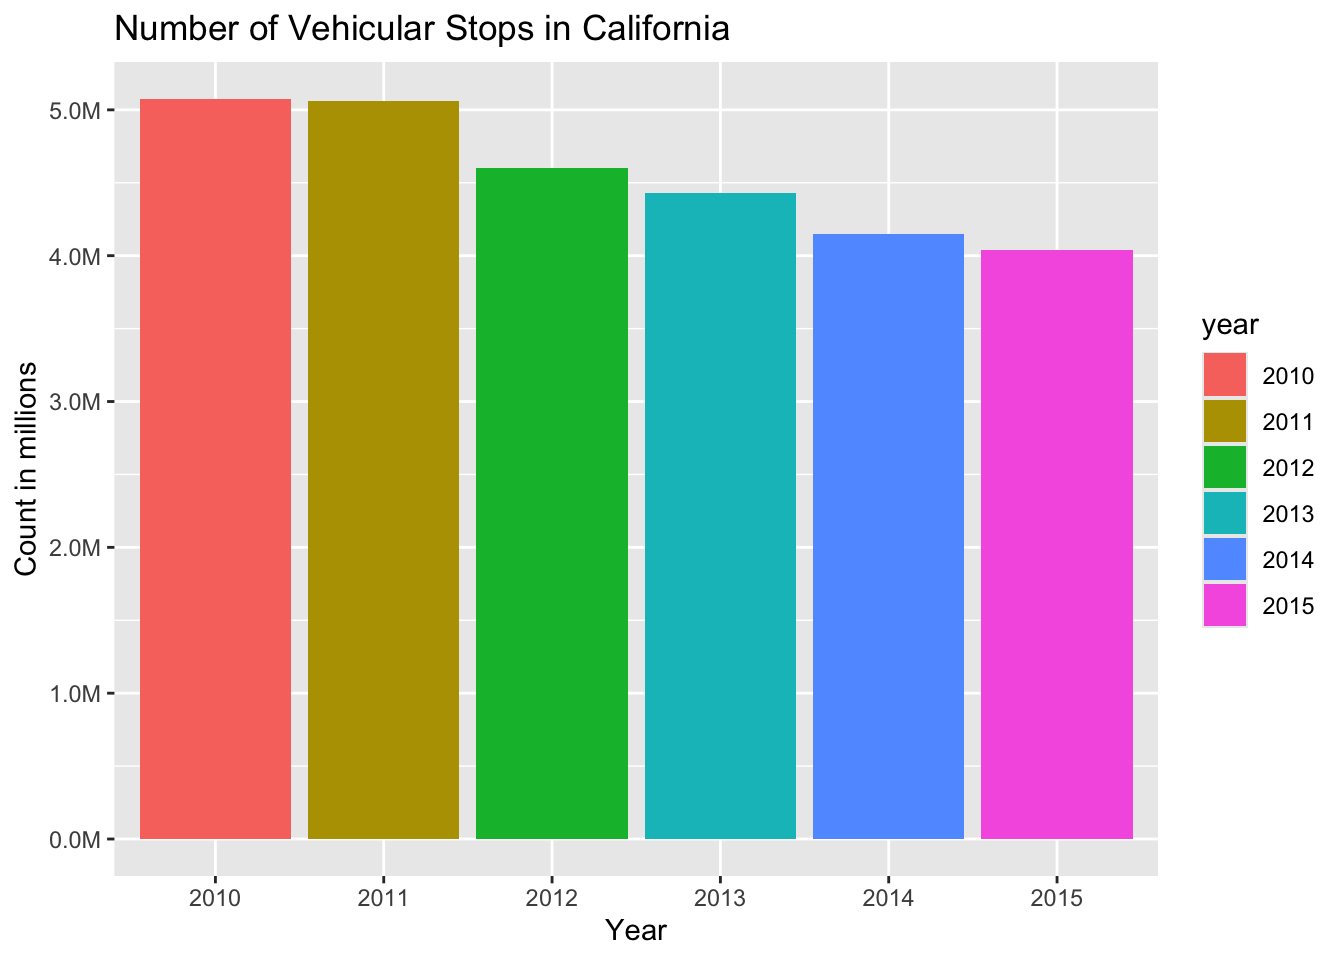 Number of Vehicular Stops in California
5.0M
4.0M
3.0M
2.0M
1.0M
0.0M
Count in millions
2010 2011 2012 2013 2014 2015
Year
year
2010
2011
2012
2013
2014
2015